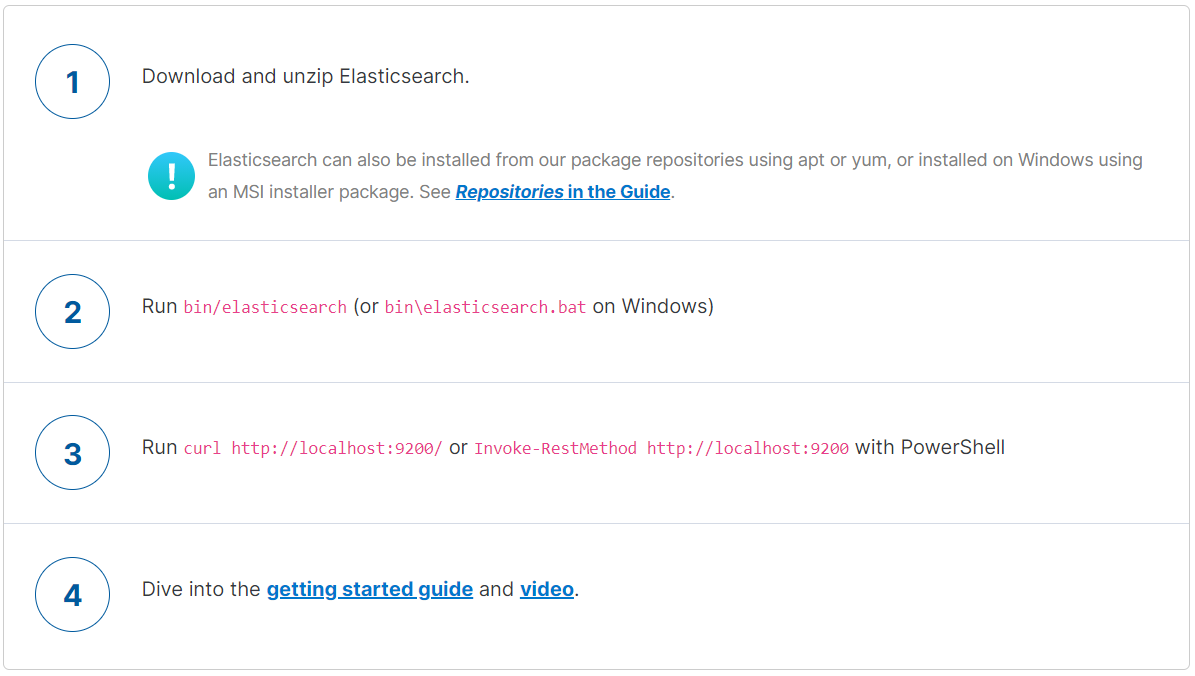 1
Download and unzip Elasticsearch.
!
Elasticsearch can also be installed from our package repositories using apt or yum, or installed on Windows using
an MSI installer package. See Repositories in the Guide.
2
Run bin/elasticsearch (or bin\elasticsearch.bat on Windows)
3
Run curl http://localhost:9200/ or Invoke-RestMethod http://localhost:9200 with PowerShell
4
Dive into the getting started guide and video.